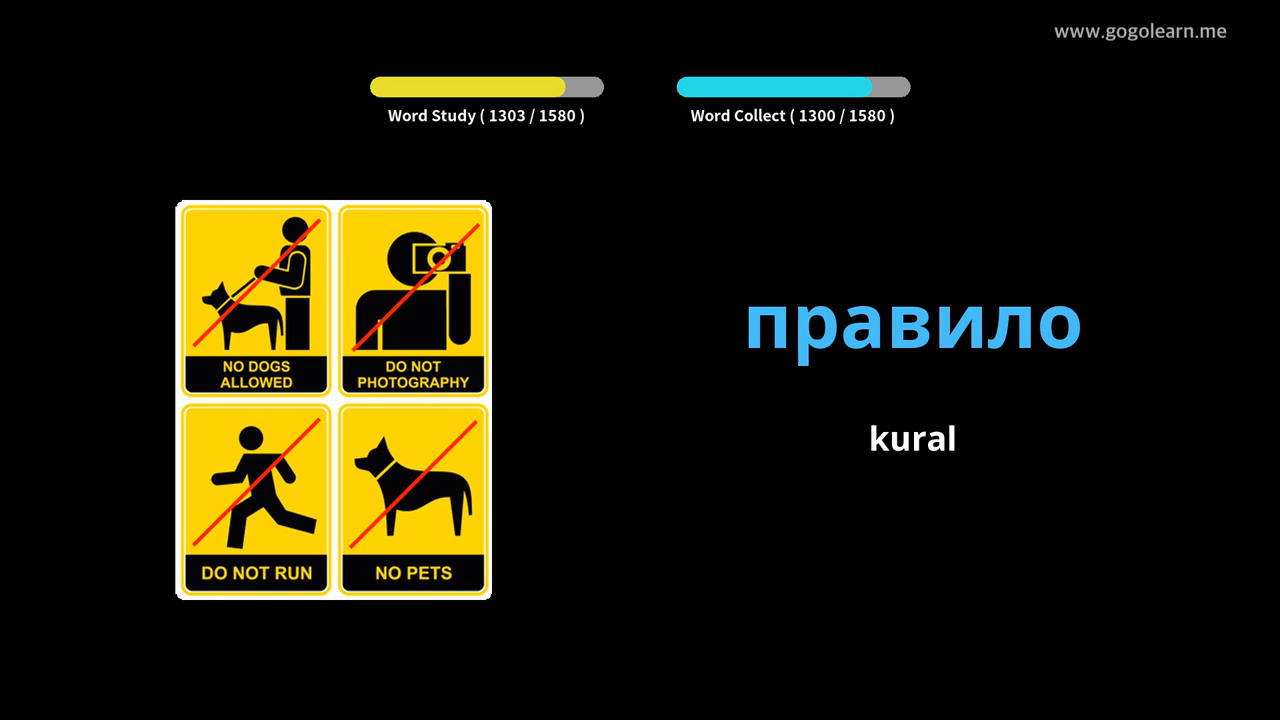 www.gogolearn.me
Word Study ( 1303 / 1580 )
Word Collect ( 1300 / 1580 )
NO DOGS
ALLOWED
DO NOT
PHOTOGRAPHY
DO NOT RUN
NO PETS
правило
kural